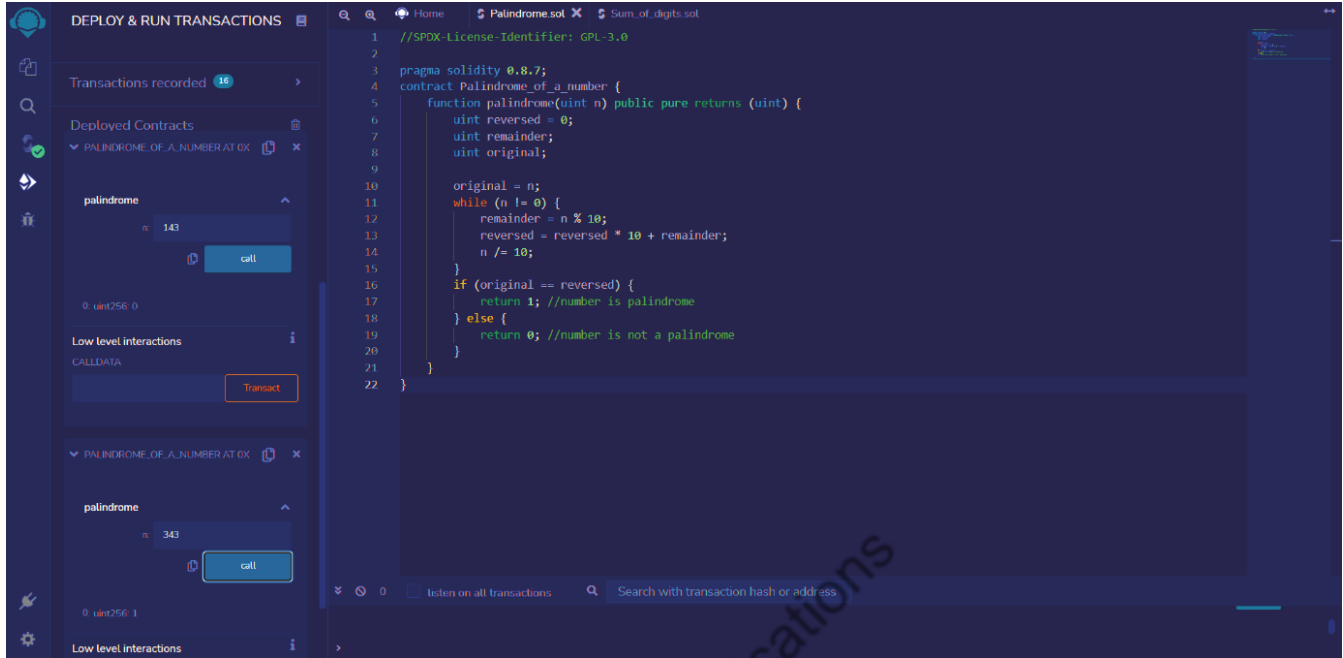 DEPLOY & RUN TRANSACTIONS
Transactions recorded 16
Deployed Contracts
PALINDROME_OF_A_NUMBER AT 0X
palindrome
n: 143
call
0: uint256: 0
Low level interactions
CALLDATA
Transact
PALINDROME_OF_A_NUMBER AT 0X
palindrome
n: 343
call
0: uint256: 1
Low level interactions
Home Palindrome.sol Sum_of_digits.sol
1 //SPDX-License-Identifier: GPL-3.0
2
3 pragma solidity 0.8.7;
4 contract Palindrome_of_a_number {
5 function palindrome(uint n) public pure returns (uint) {
6 uint reversed = 0;
7 uint remainder;
8 uint original;
9
10 original = n;
11 while (n != 0) {
12 remainder = n % 10;
13 reversed = reversed * 10 + remainder;
14 n /= 10;
15 }
16 if (original == reversed) {
17 return 1; //number is palindrome
18 } else {
19 return 0; //number is not a palindrome
20 }
21 }
22 }
0 listen on all transactions Search with transaction hash or address
>
cations